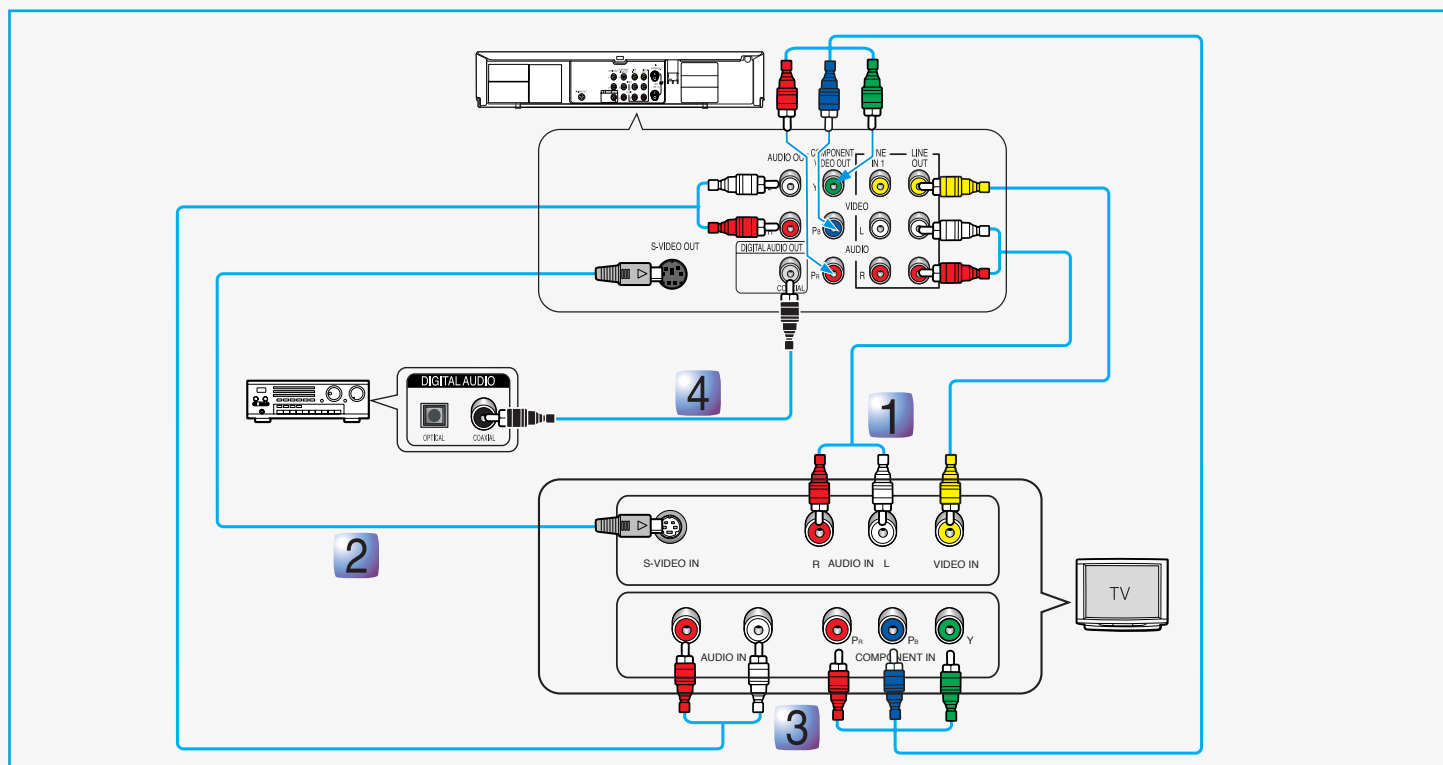 AUDIO OUT
COMPONENT
VIDEO OUT
LINE
IN 1
LINE
OUT
Y
VIDEO
R
PB
L
S-VIDEO OUT
DIGITAL AUDIO OUT
AUDIO
PR
R
COAXIAL
DIGITAL AUDIO
OPTICAL
COAXIAL
4
1
2
S-VIDEO IN
R
AUDIO IN
L
VIDEO IN
TV
AUDIO IN
PR
PB
Y
COMPONENT IN
3